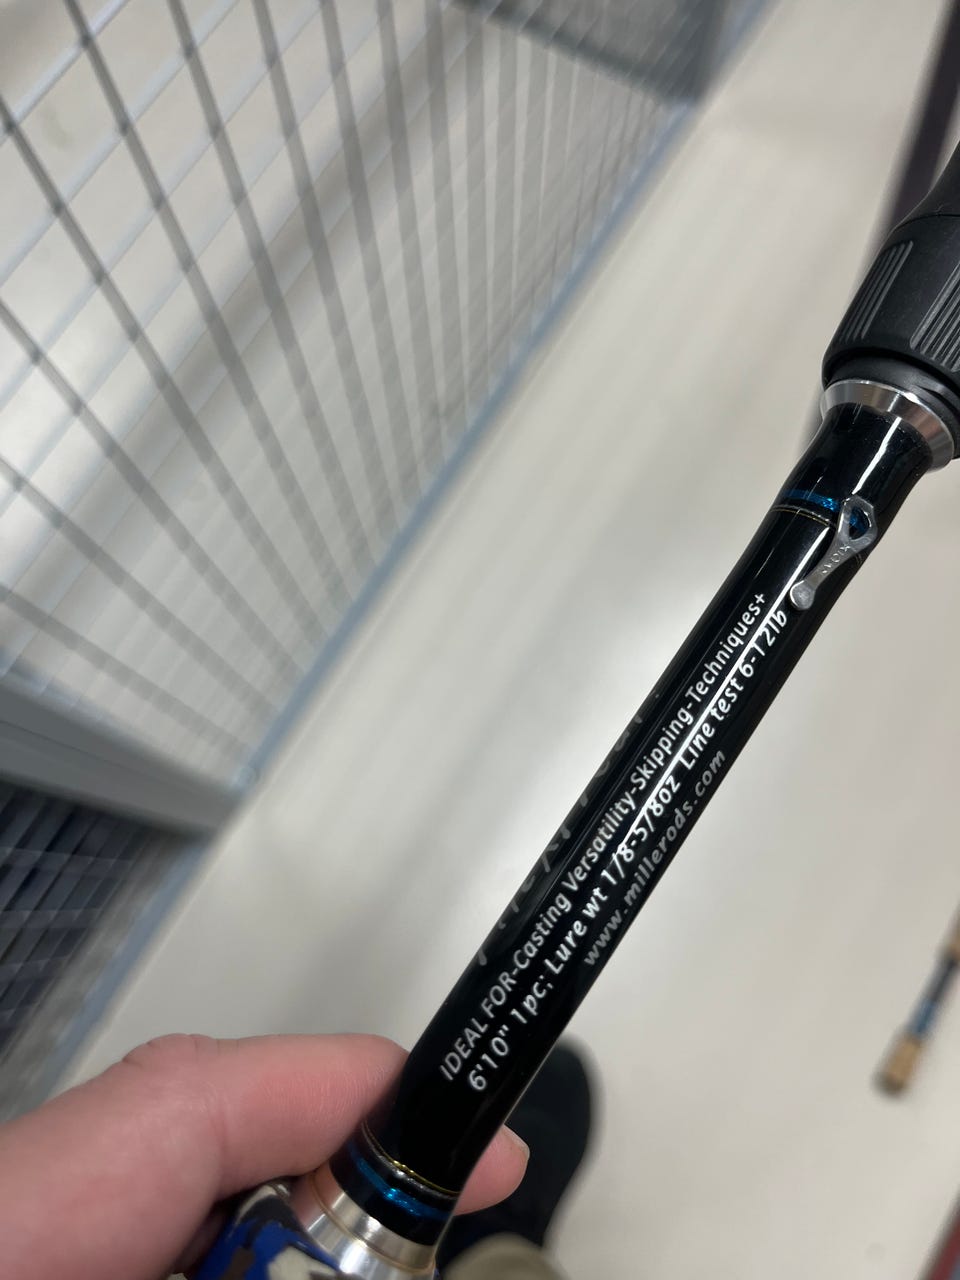 IDEAL FOR-Casting Versatility-Skipping-Techniques+
6'10" 1pc; Lure wt 1/8-5/8oz Line test 6-12lb
www.millerods.com